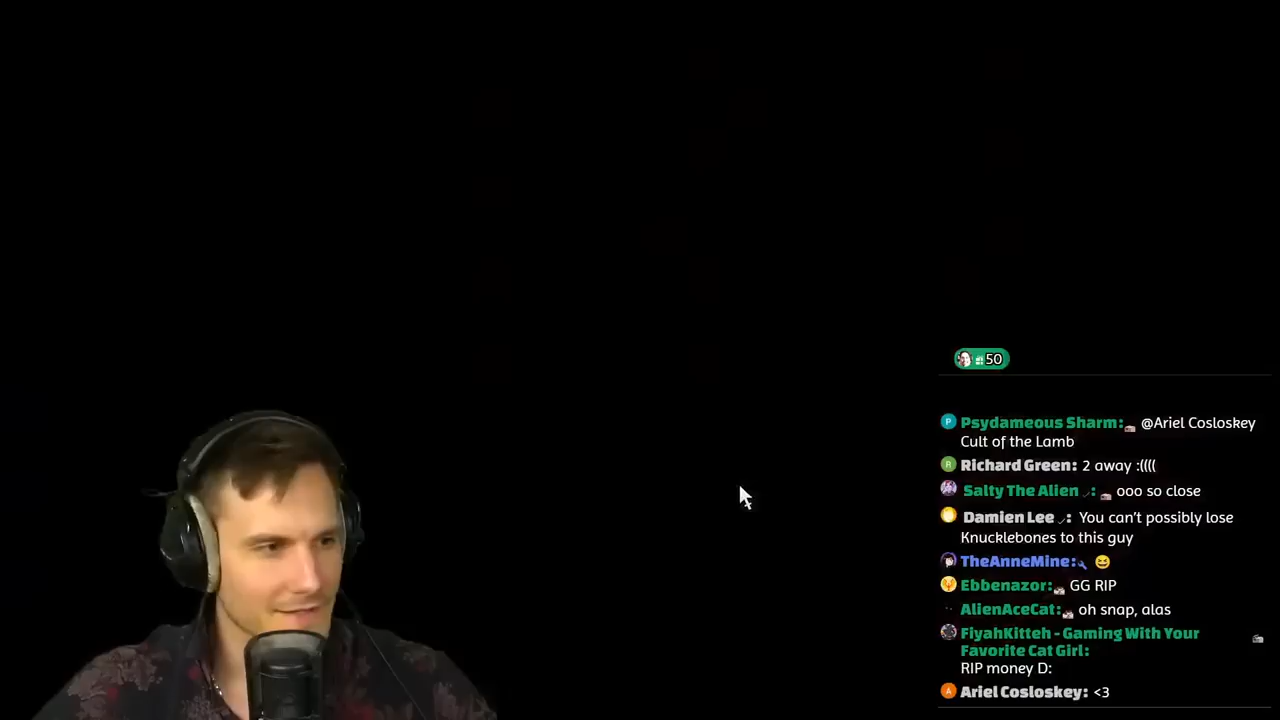 50
Psydameous Sharm: @Ariel Cosloskey
Cult of the Lamb
Richard Green: 2 away :((((
Salty The Alien : ooo so close
Damien Lee : You can't possibly lose
Knucklebones to this guy
TheAnneMine: 😆
Ebbenazor: GG RIP
AlienAceCat: oh snap, alas
FiyahKitteh - Gaming With Your
Favorite Cat Girl:
RIP money D:
Ariel Cosloskey: <3